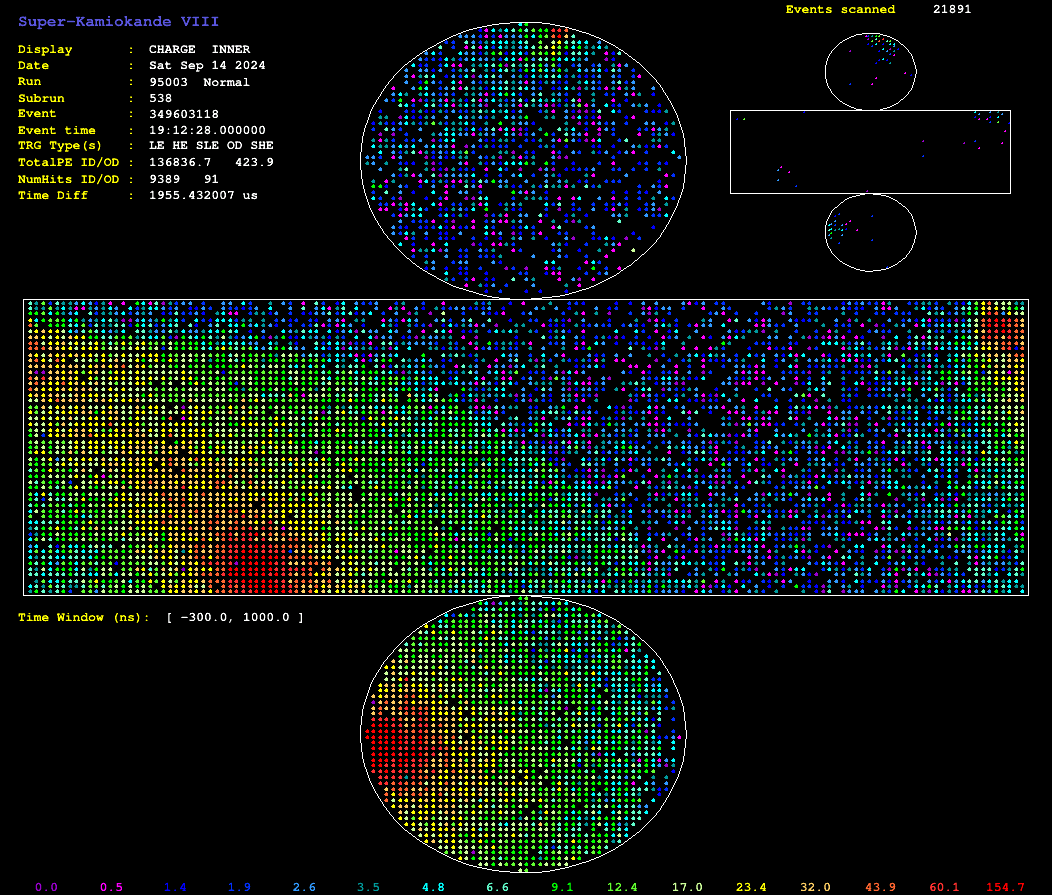 Super-Kamiokande VIII
Events scanned 21891
Display : CHARGE INNER
Date : Sat Sep 14 2024
Run : 95003 Normal
Subrun : 538
Event : 349603118
Event time : 19:12:28.000000
TRG Type(s) : LE HE SLE OD SHE
TotalPE ID/OD : 136836.7 423.9
NumHits ID/OD : 9389 91
Time Diff : 1955.432007 us
Time Window (ns): [ -300.0, 1000.0 ]
0.0 0.5 1.4 1.9 2.6 3.5 4.8 6.6 9.1 12.4 17.0 23.4 32.0 43.9 60.1 154.7